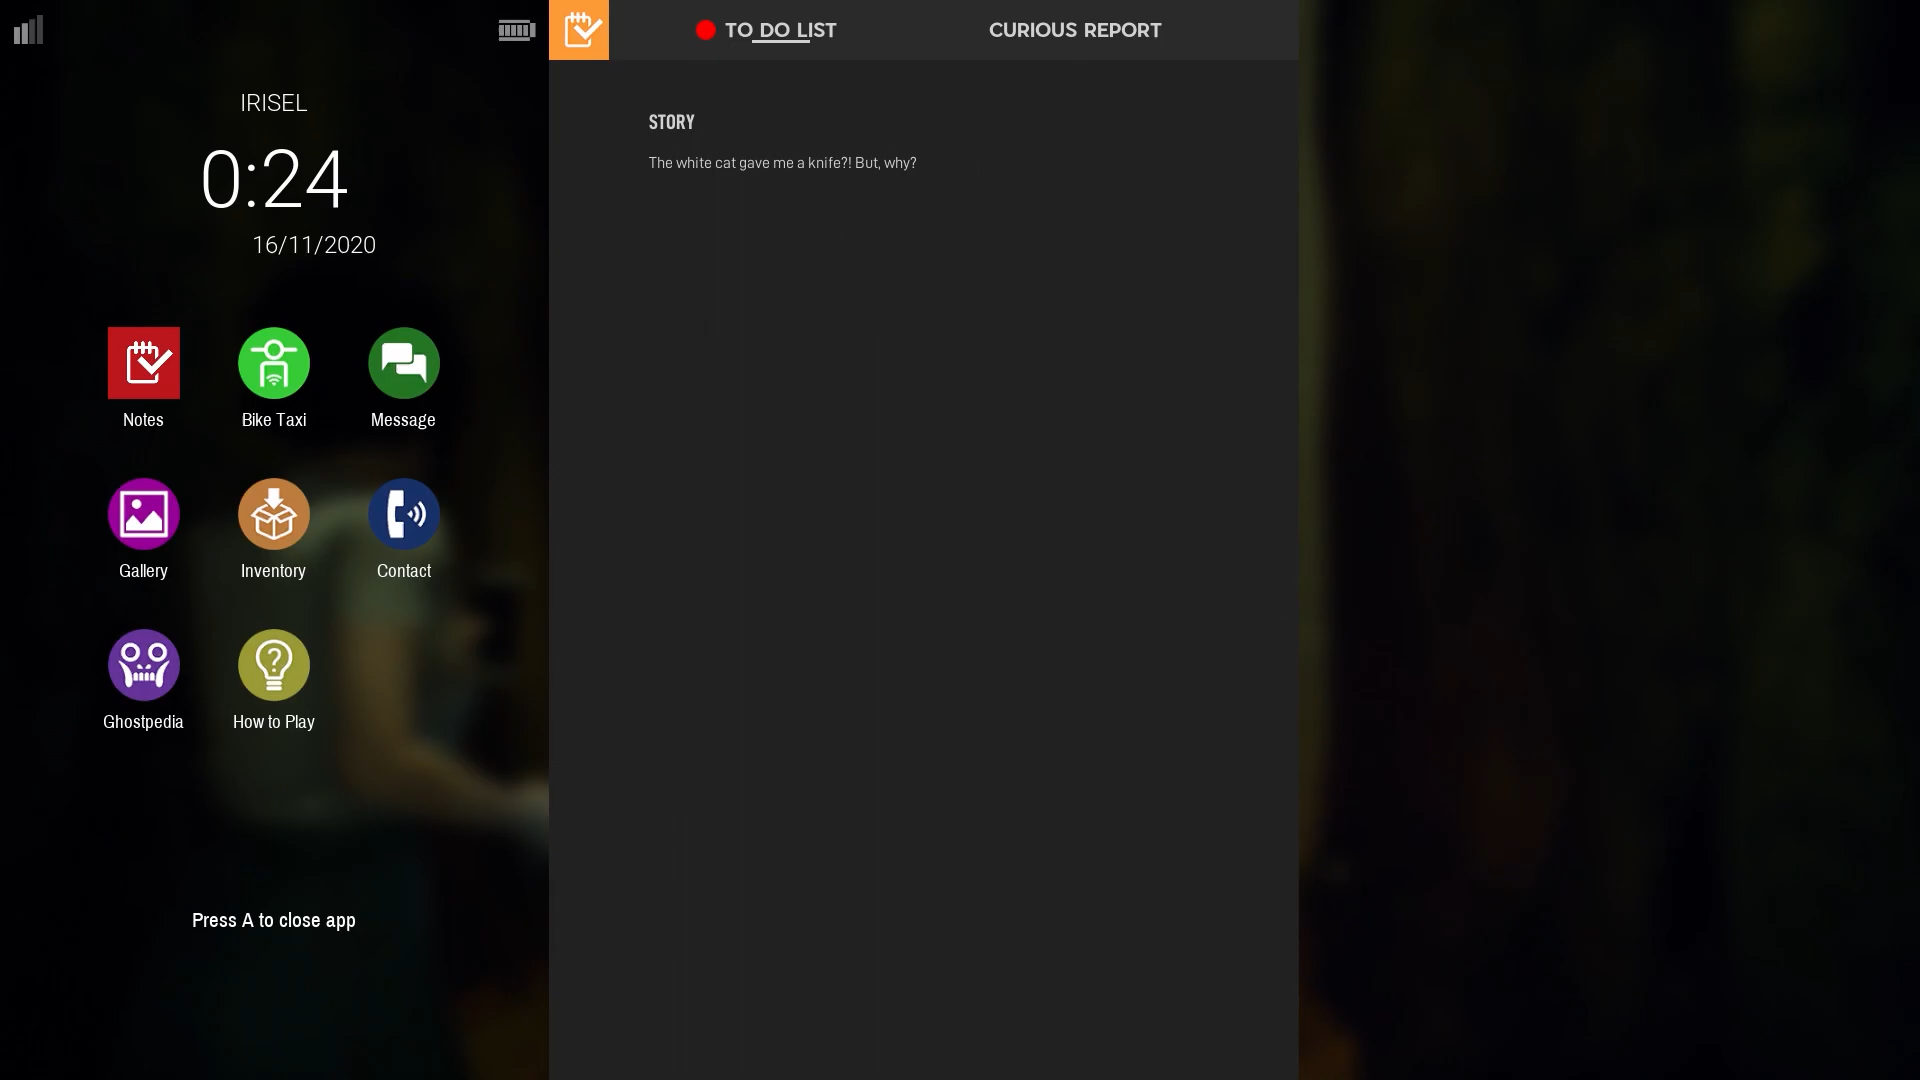 IRISEL
0:24
16/11/2020
Notes
Bike Taxi
Message
Gallery
Inventory
Contact
Ghostpedia
How to Play
Press A to close app
TO DO LIST
CURIOUS REPORT
STORY
The white cat gave me a knife?! But, why?